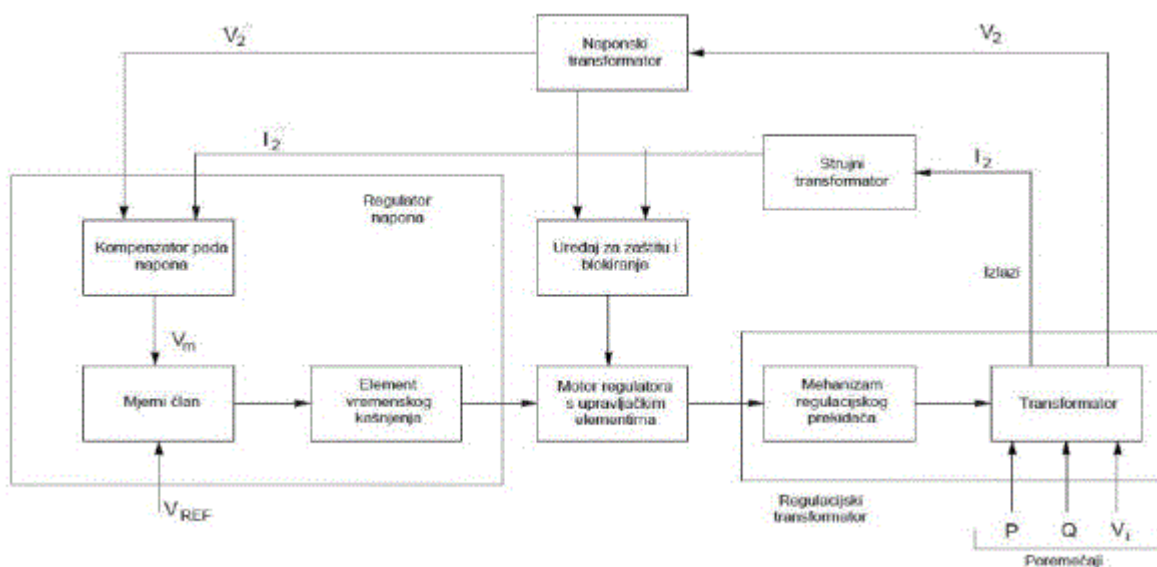 V2''
Naponski
transformator
V2
I2''
Strujni
transformator
I2
Regulator
napona
Kompenzator pada
napona
Uređaj za zaštitu i
blokiranje
Izlazi
Vm
Mjerni član
Element
vremenskog
kašnjenja
Motor regulatora
s upravljačkim
elementima
Mehanizam
regulacijskog
prekidača
Transformator
VREF
Regulacijski
transformator
P Q V1
Poremećaji